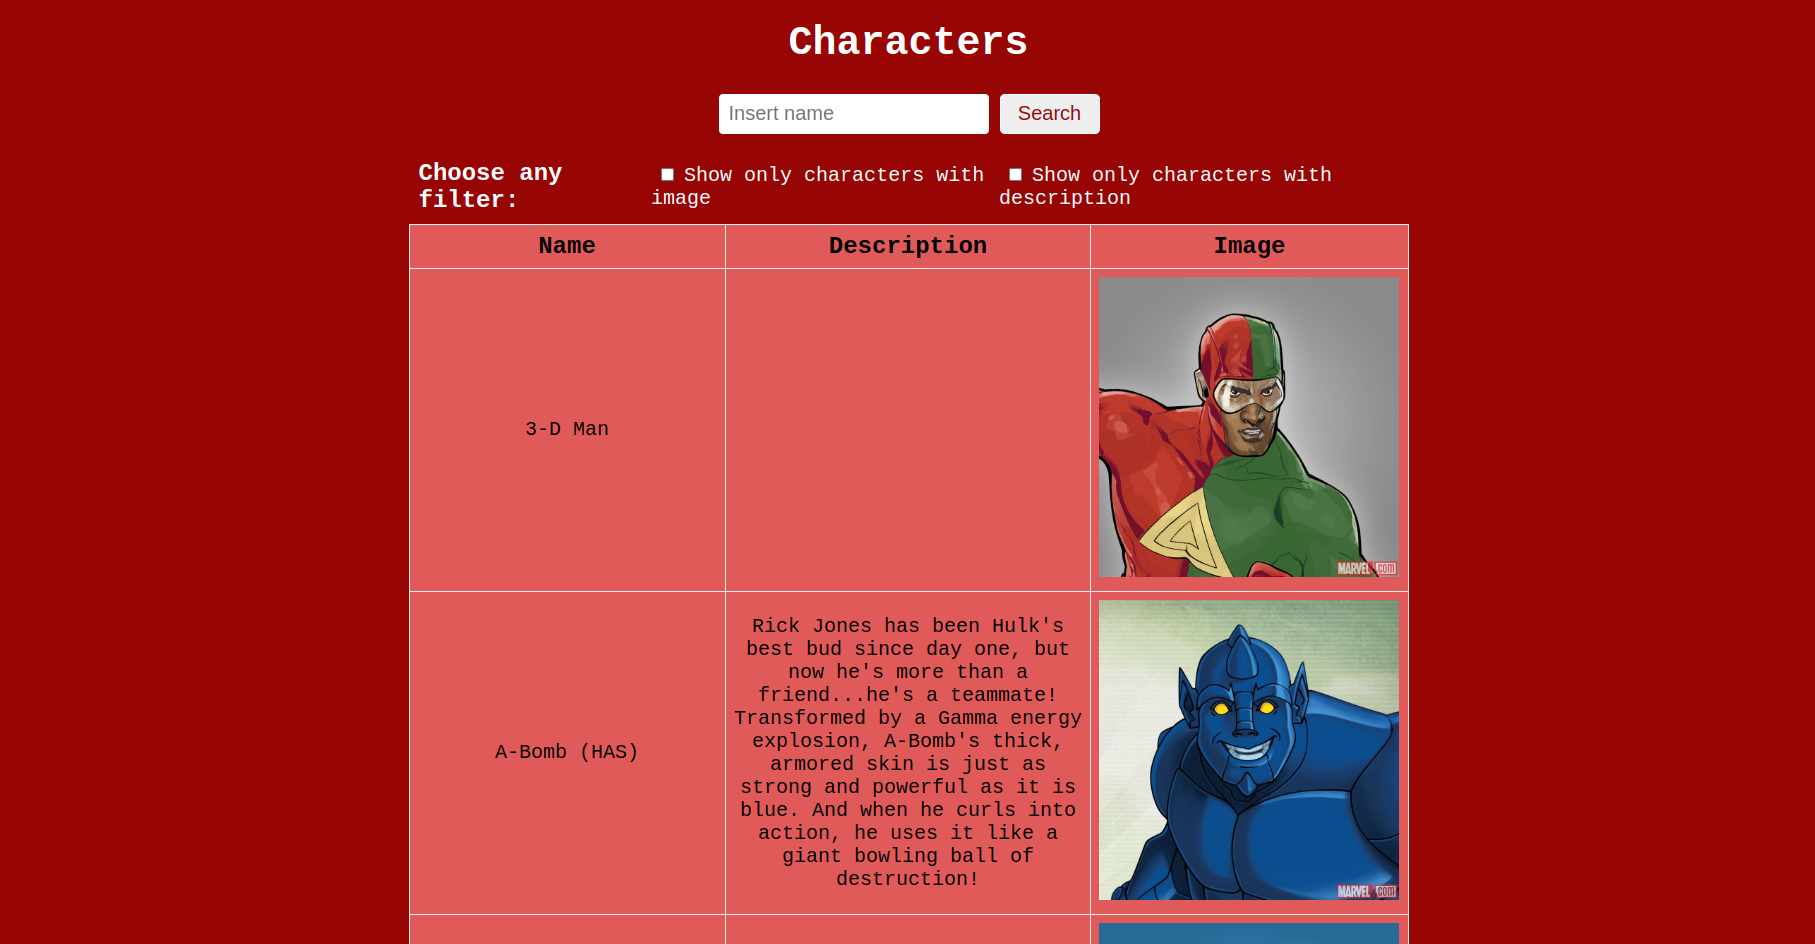 Characters
Insert name
Search
Choose any
filter:
Show only characters with
image
Show only characters with
description
Name
Description
Image
3-D Man
MARVEL.COM
A-Bomb (HAS)
Rick Jones has been Hulk's
best bud since day one, but
now he's more than a
friend...he's a teammate!
Transformed by a Gamma energy
explosion, A-Bomb's thick,
armored skin is just as
strong and powerful as it is
blue. And when he curls into
action, he uses it like a
giant bowling ball of
destruction!
MARVEL.COM